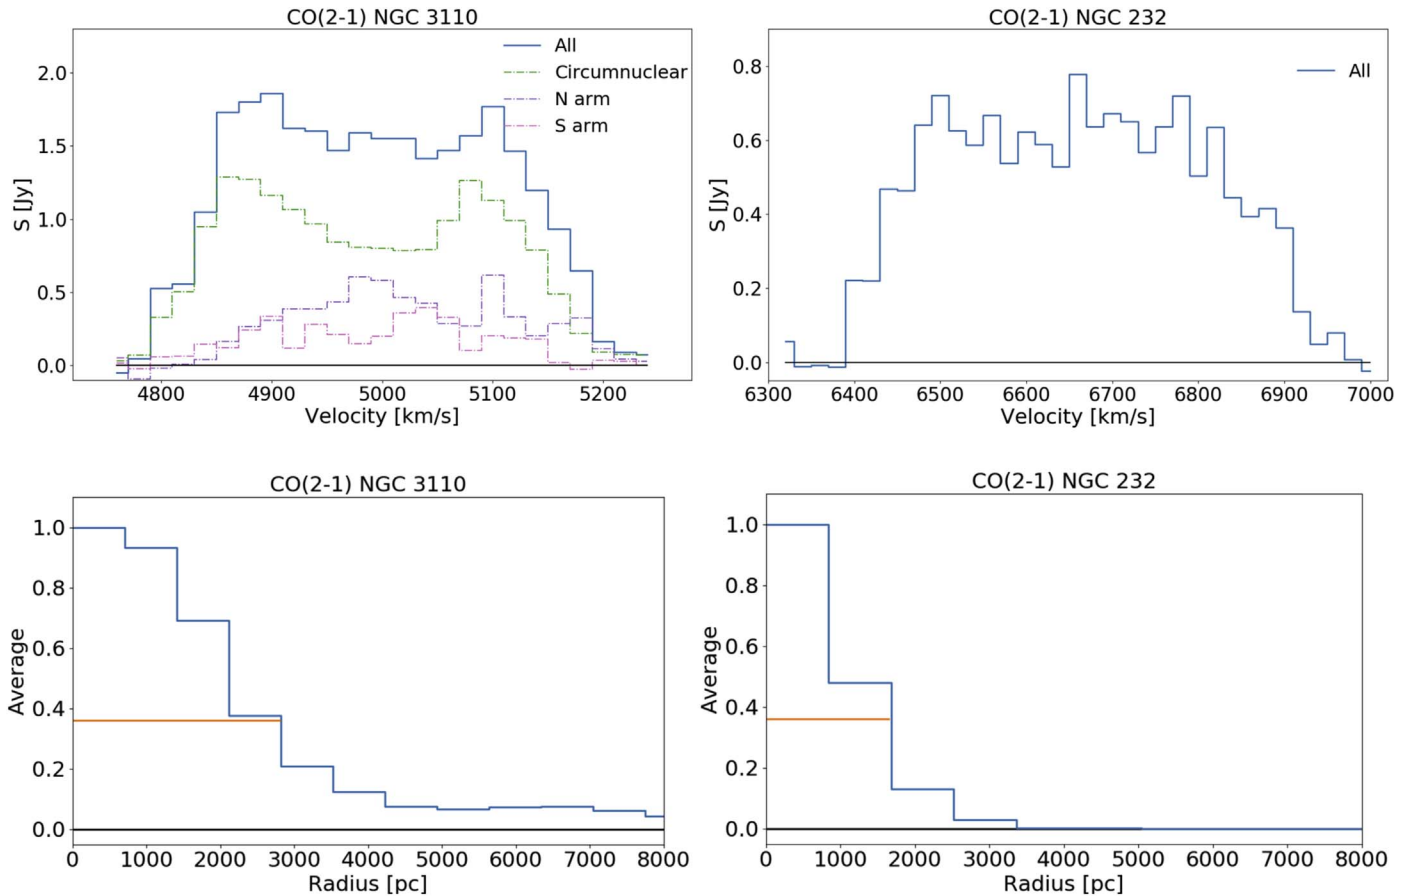 CO(2-1) NGC 3110
All
Circumnuclear
N arm
S arm
2.0
1.5
1.0
0.5
0.0
S [Jy]
4800 4900 5000 5100 5200
Velocity [km/s]
CO(2-1) NGC 232
All
0.8
0.6
0.4
0.2
0.0
S [Jy]
6300 6400 6500 6600 6700 6800 6900 7000
Velocity [km/s]
CO(2-1) NGC 3110
1.0
0.8
0.6
0.4
0.2
0.0
Average
0 1000 2000 3000 4000 5000 6000 7000 8000
Radius [pc]
CO(2-1) NGC 232
1.0
0.8
0.6
0.4
0.2
0.0
Average
0 1000 2000 3000 4000 5000 6000 7000 8000
Radius [pc]